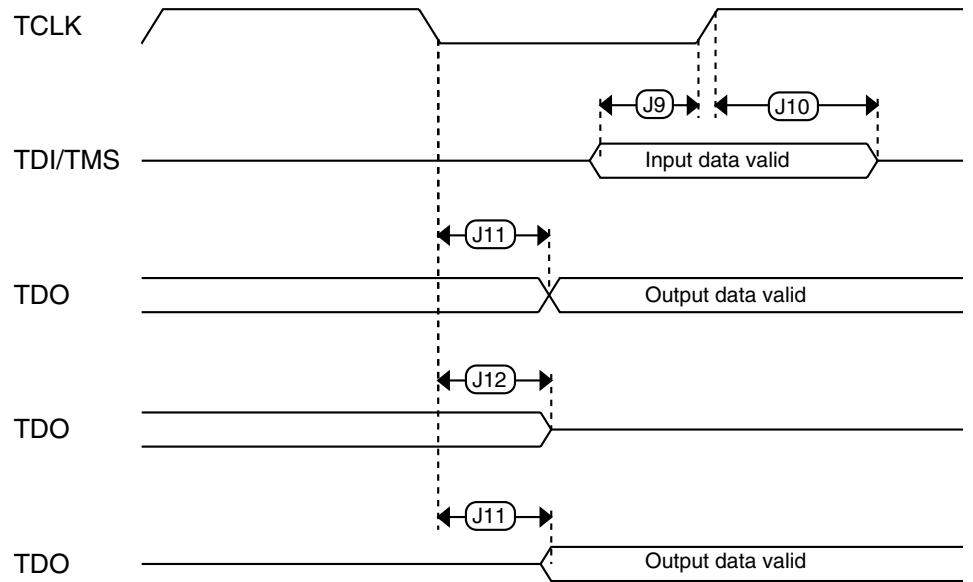 TCLK
J9
J10
TDI/TMS
Input data valid
J11
TDO
Output data valid
J12
TDO
J11
TDO
Output data valid